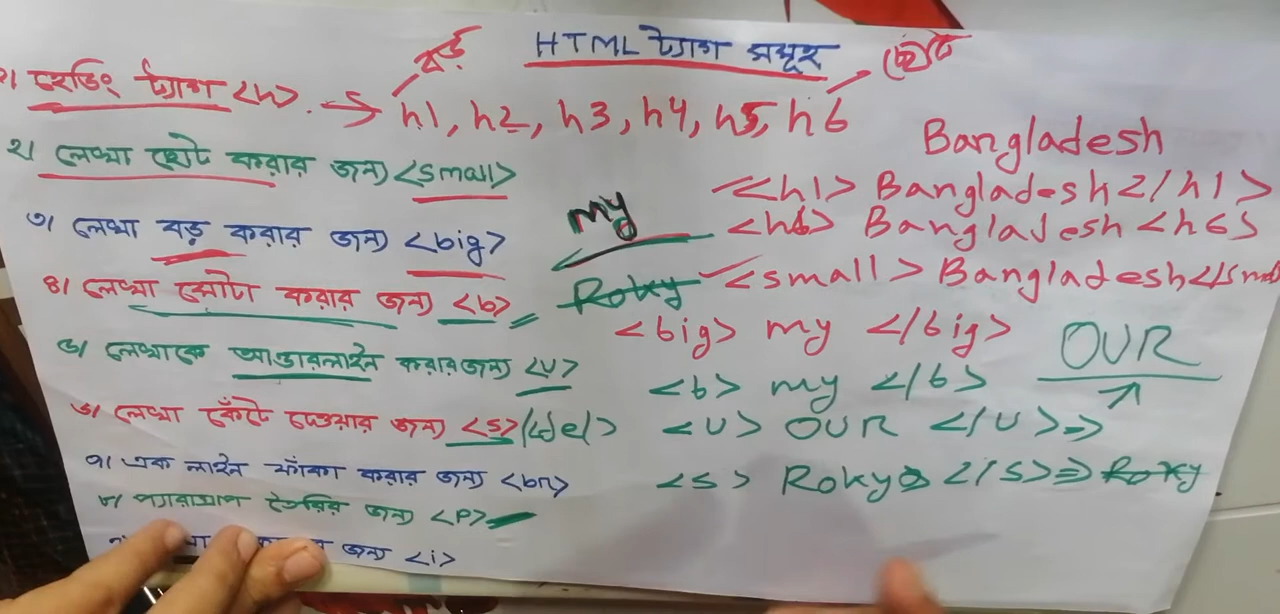 HTML ট্যাগ সমূহ
বড়
ছোট
১। হেডিং ট্যাগ <h>. → h1, h2, h3, h4, h5, h6
২। লেখা ছোট করার জন্য <small>
৩। লেখা বড় করার জন্য <big>
৪। লেখা মোটা করার জন্য <b>
৫। লেখাকে আন্ডারলাইন করার জন্য <u>
৬। লেখা কেঁটে দেওয়ার জন্য <s>/<del>
৭। এক লাইন ফাঁকা করার জন্য <br>
৮। প্যারাগ্রাপ তৈরির জন্য <P>
জন্য <i>
my
Roky
Bangladesh
<h1> Bangladesh </h1>
<h6> Bangladesh <h6>
<small> Bangladesh</small
<big> my </big>
<b> my </b>
OUR
<U> OUR </U> ⇒
<s> Roky </s> ⇒ Roky